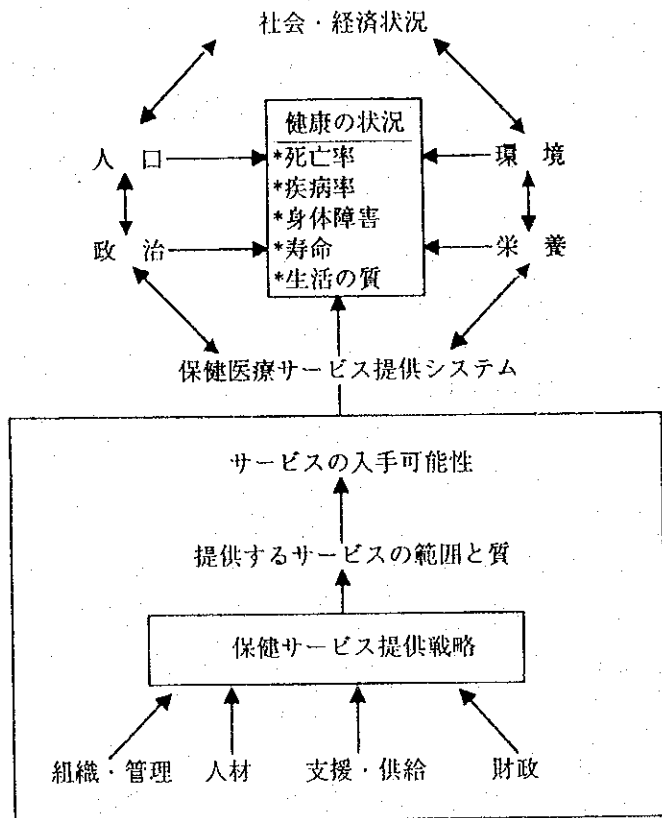 社会・経済状況
健康の状況
人 口
*死亡率
環 境
*疾病率
*身体障害
政 治
*寿命
栄 養
*生活の質
保健医療サービス提供システム
サービスの入手可能性
提供するサービスの範囲と質
保健サービス提供戦略
組織・管理 人材 支援・供給 財政